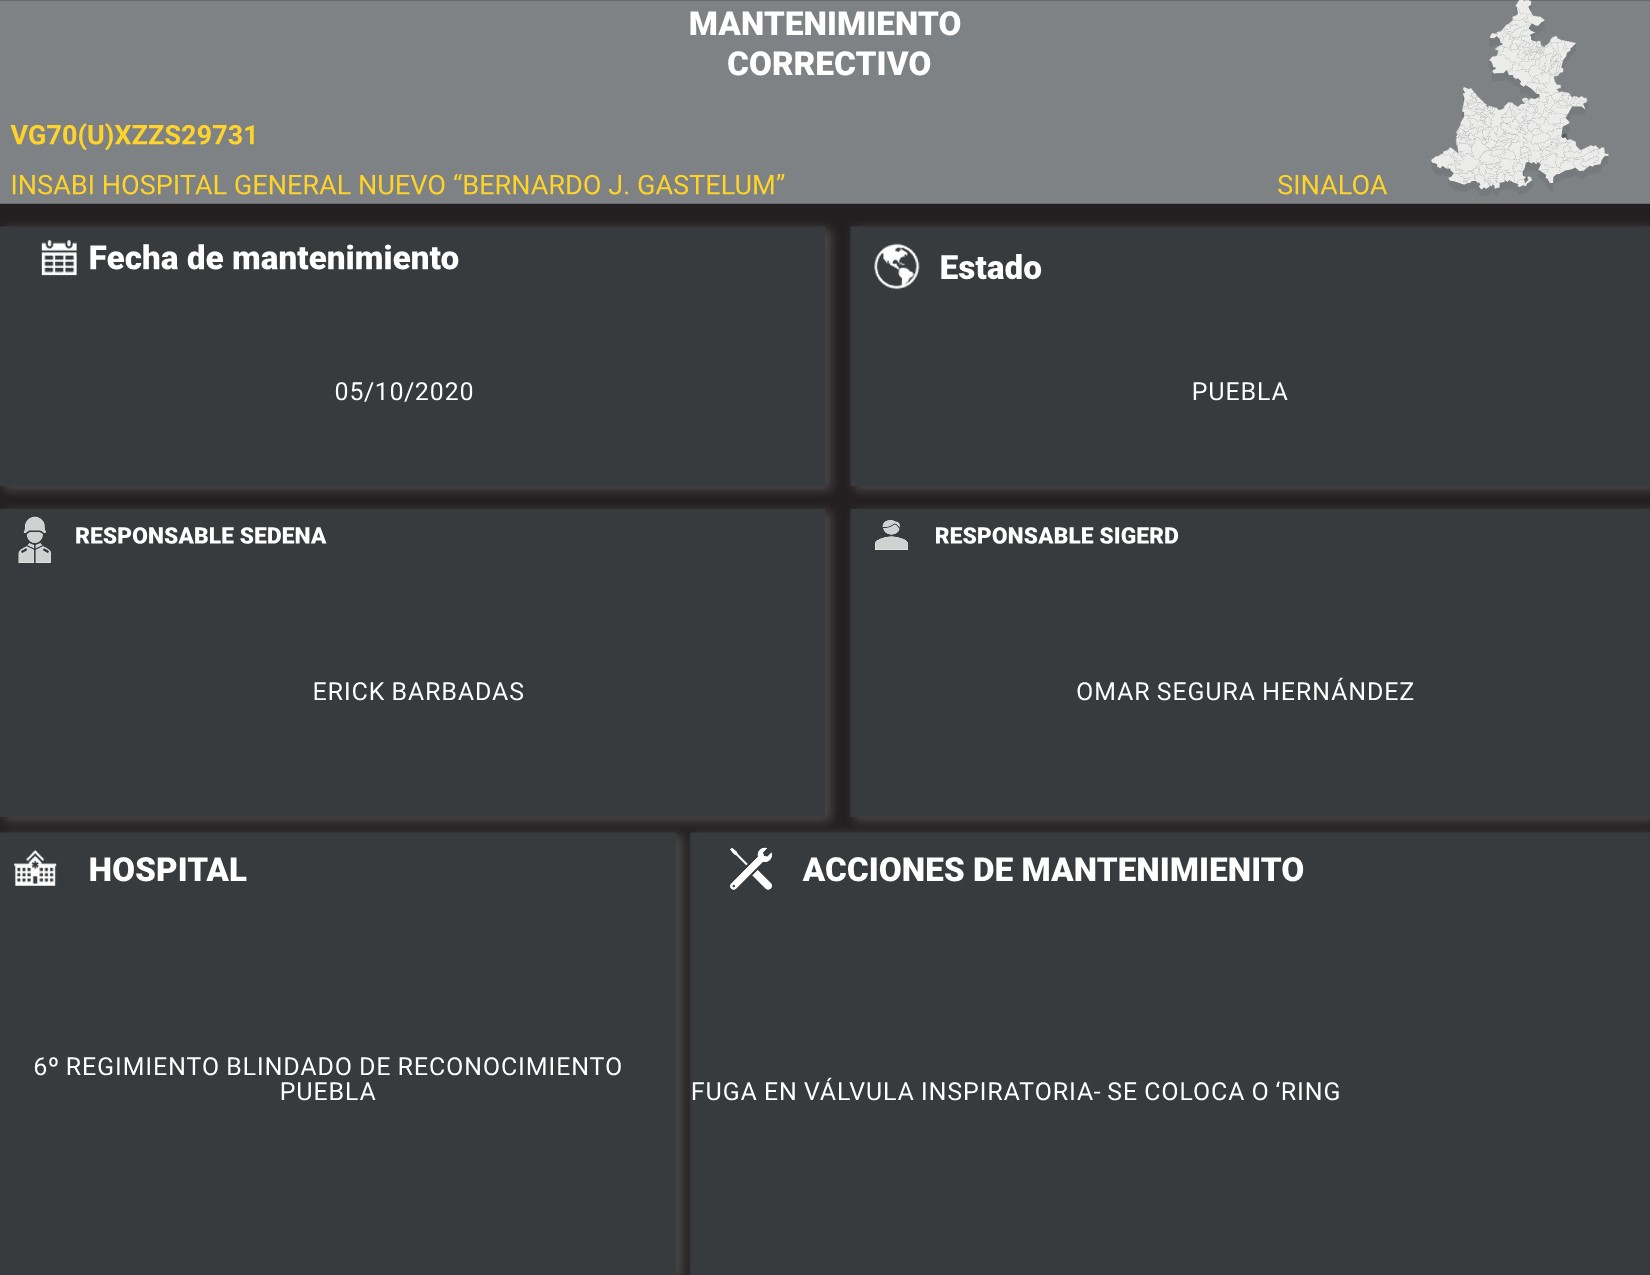 MANTENIMIENTO
CORRECTIVO
VG70(U)XZZS29731
INSABI HOSPITAL GENERAL NUEVO “BERNARDO J. GASTELUM”
SINALOA
Fecha de mantenimiento
Estado
05/10/2020
PUEBLA
RESPONSABLE SEDENA
RESPONSABLE SIGERD
ERICK BARBADAS
OMAR SEGURA HERNÁNDEZ
HOSPITAL
ACCIONES DE MANTENIMIENITO
6º REGIMIENTO BLINDADO DE RECONOCIMIENTO
PUEBLA
FUGA EN VÁLVULA INSPIRATORIA- SE COLOCA O ‘RING